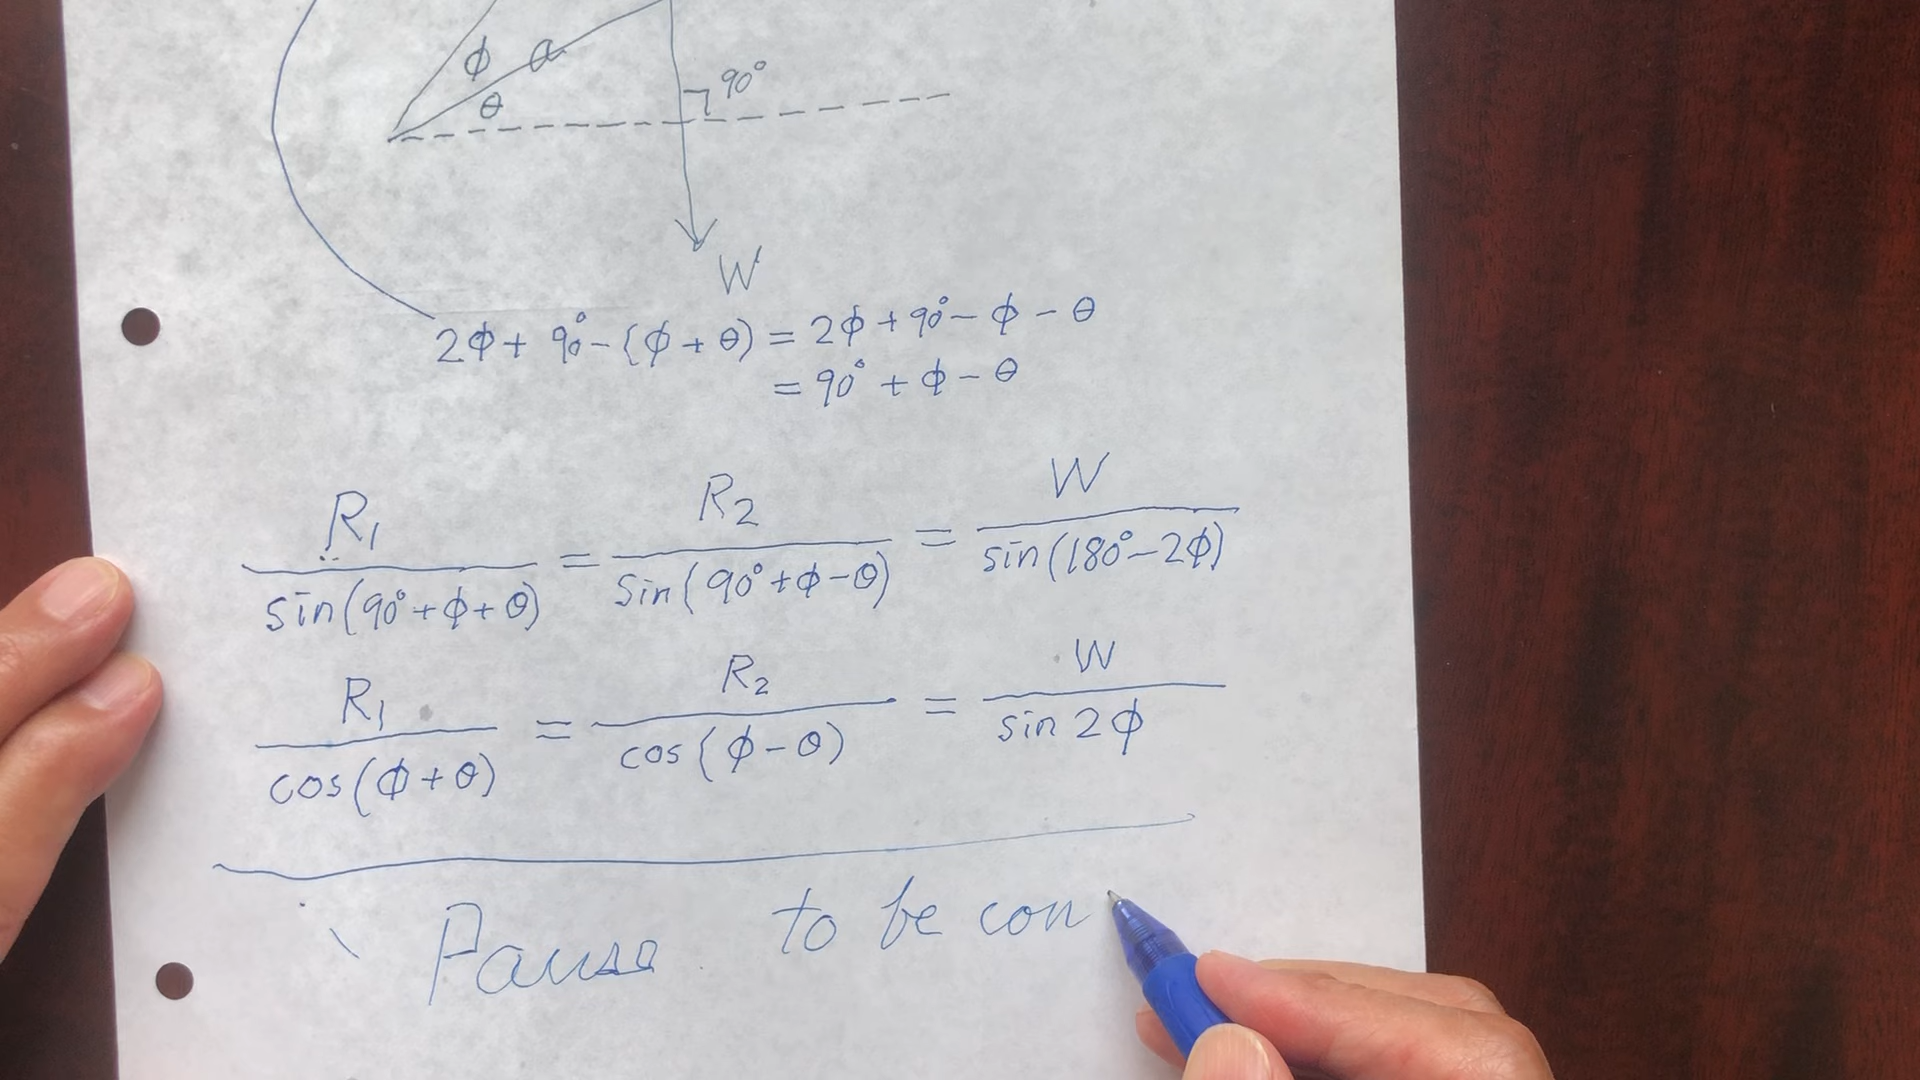 ϕ a
θ
90°
W
2ϕ + 90° - (ϕ + θ) = 2ϕ + 90° - ϕ - θ
= 90° + ϕ - θ
R₁ / sin(90° + ϕ + θ) = R₂ / sin(90° + ϕ - θ) = W / sin(180° - 2ϕ)
R₁ / cos(ϕ + θ) = R₂ / cos(ϕ - θ) = W / sin 2ϕ
Pause. to be con